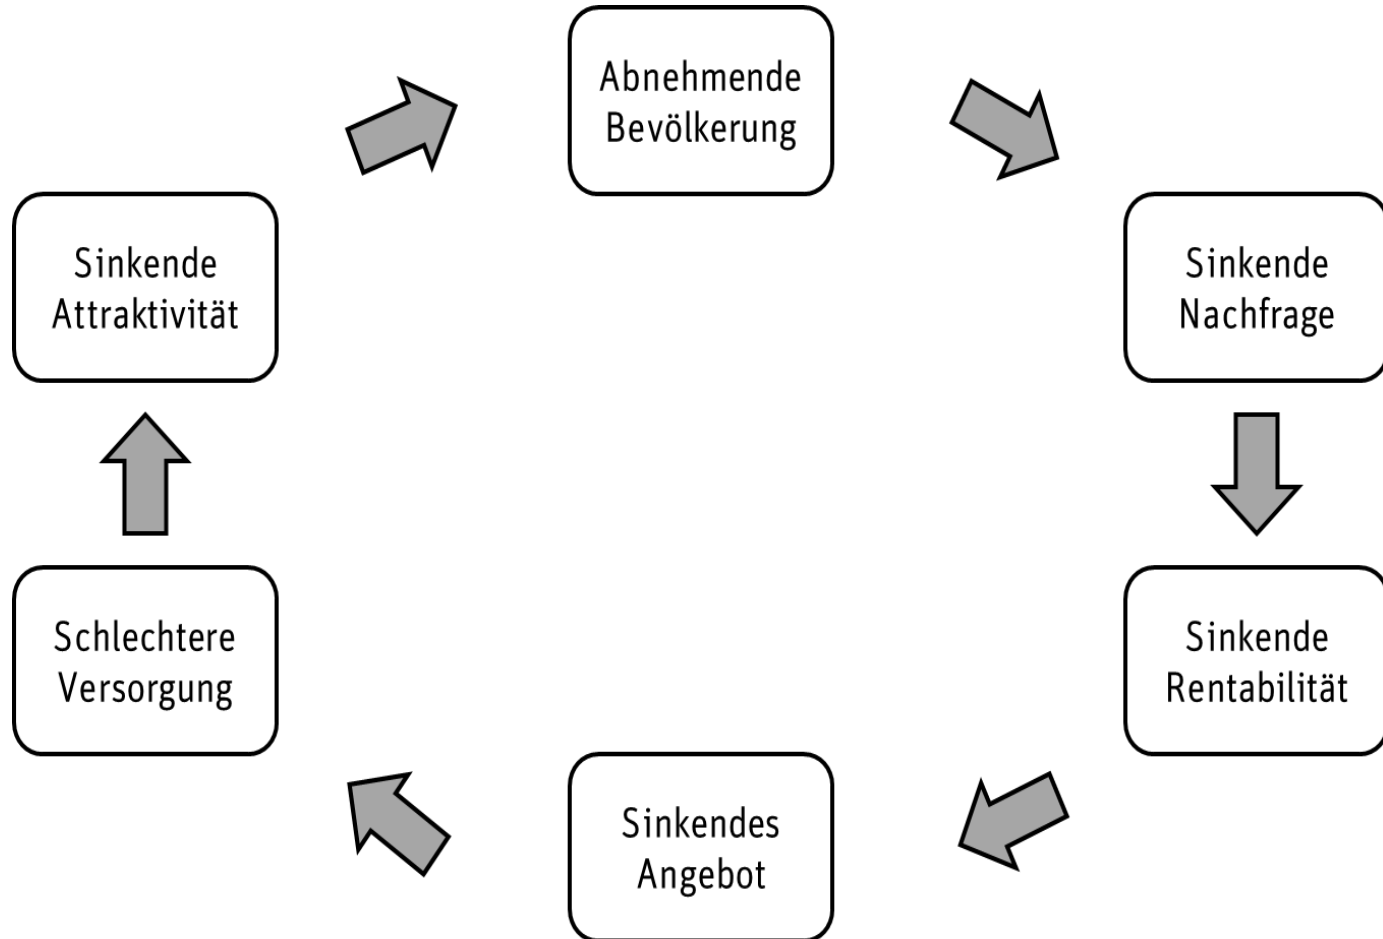 Abnehmende
Bevölkerung
Sinkende
Nachfrage
Sinkende
Rentabilität
Sinkendes
Angebot
Schlechtere
Versorgung
Sinkende
Attraktivität